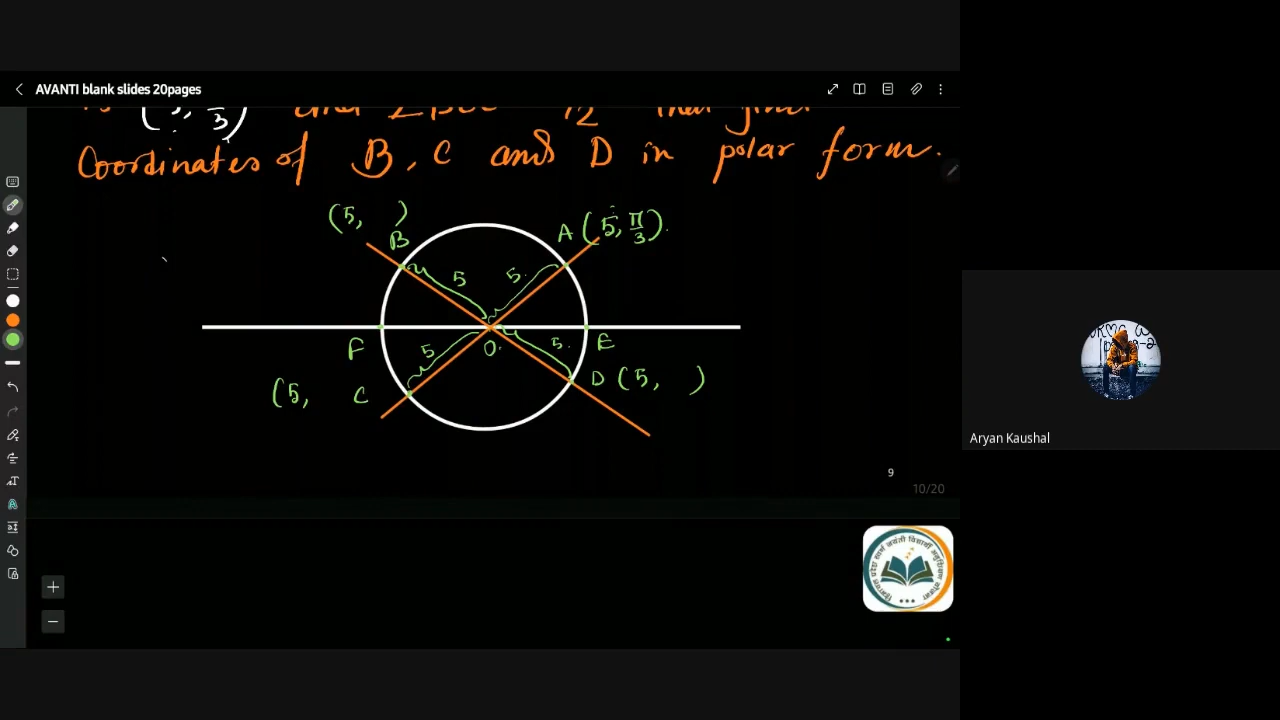 AVANTI blank slides 20pages
Coordinates of B, C and D in polar form.
(5, )
B
A (5, π/3).
5
5.
F
5
O.
5.
E
(5,
C
D (5, )
9
10/20
Aryan Kaushal